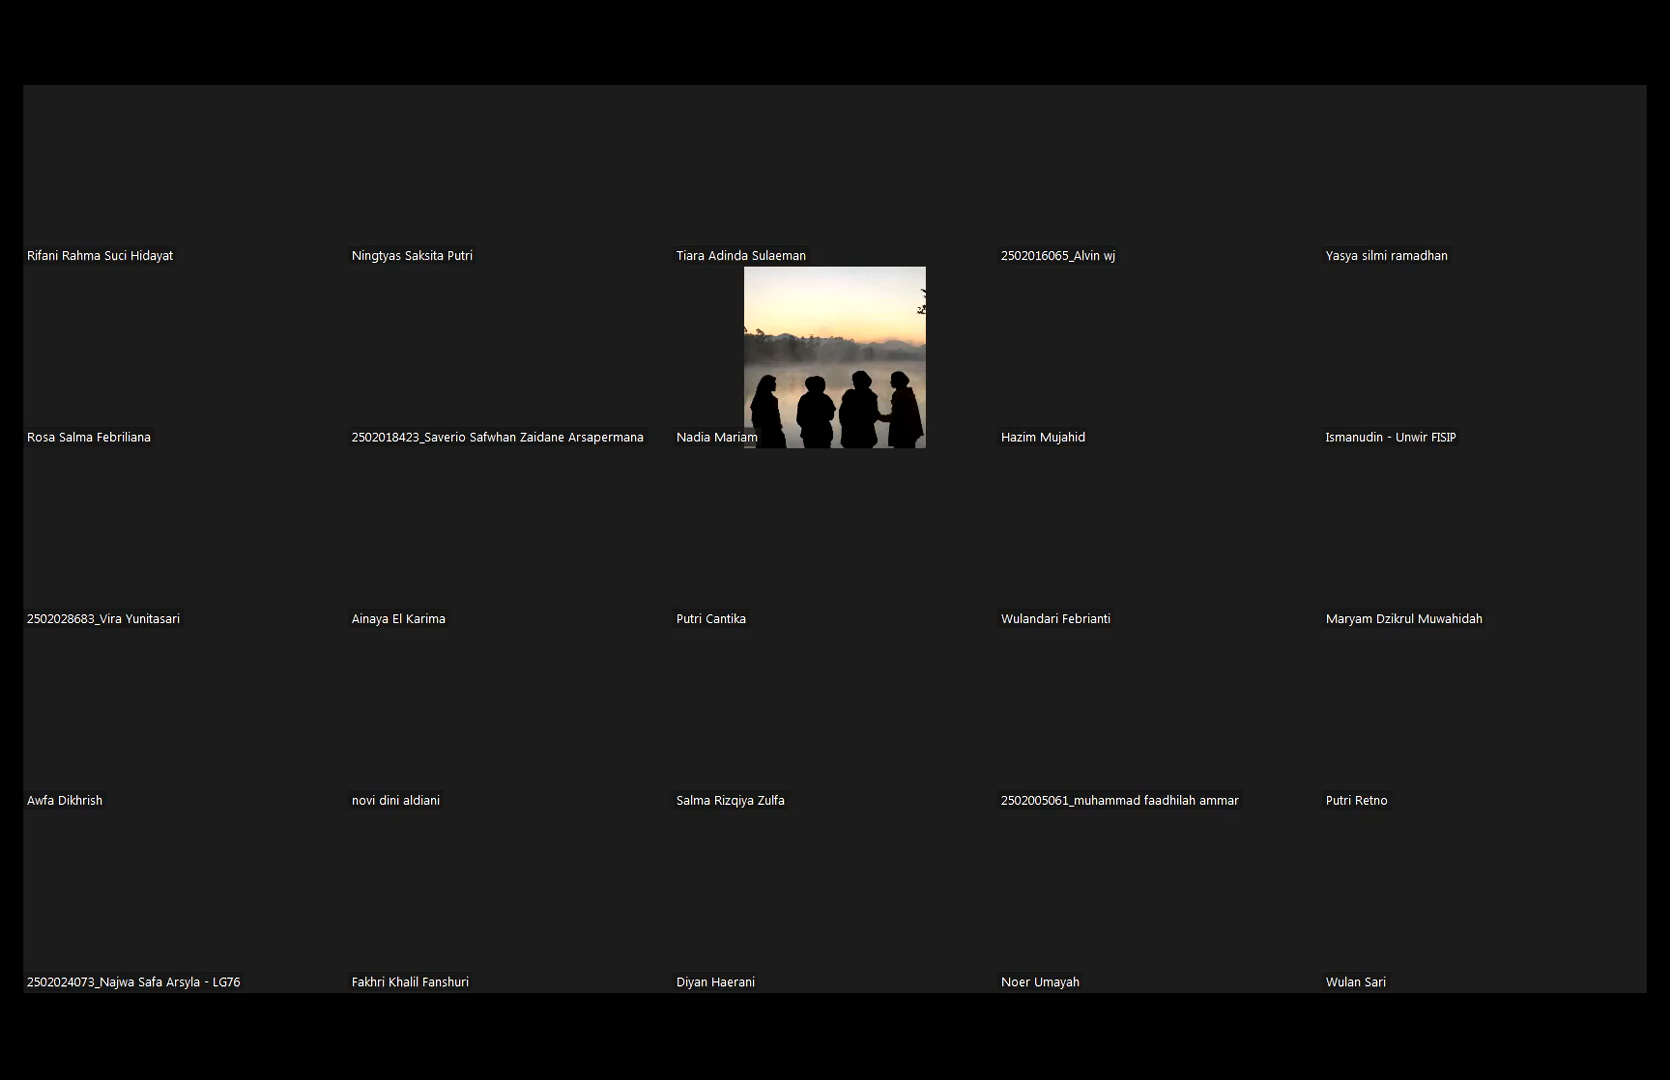 Rifani Rahma Suci Hidayat
Ningtyas Saksita Putri
Tiara Adinda Sulaeman
2502016065_Alvin wj
Yasya silmi ramadhan
Rosa Salma Febriliana
2502018423_Saverio Safwhan Zaidane Arsapermana
Nadia Mariam
Hazim Mujahid
Ismanudin - Unwir FISIP
2502028683_Vira Yunitasari
Ainaya El Karima
Putri Cantika
Wulandari Febrianti
Maryam Dzikrul Muwahidah
Awfa Dikhrish
novi dini aldiani
Salma Rizqiya Zulfa
2502005061_muhammad faadhilah ammar
Putri Retno
2502024073_Najwa Safa Arsyla - LG76
Fakhri Khalil Fanshuri
Diyan Haerani
Noer Umayah
Wulan Sari